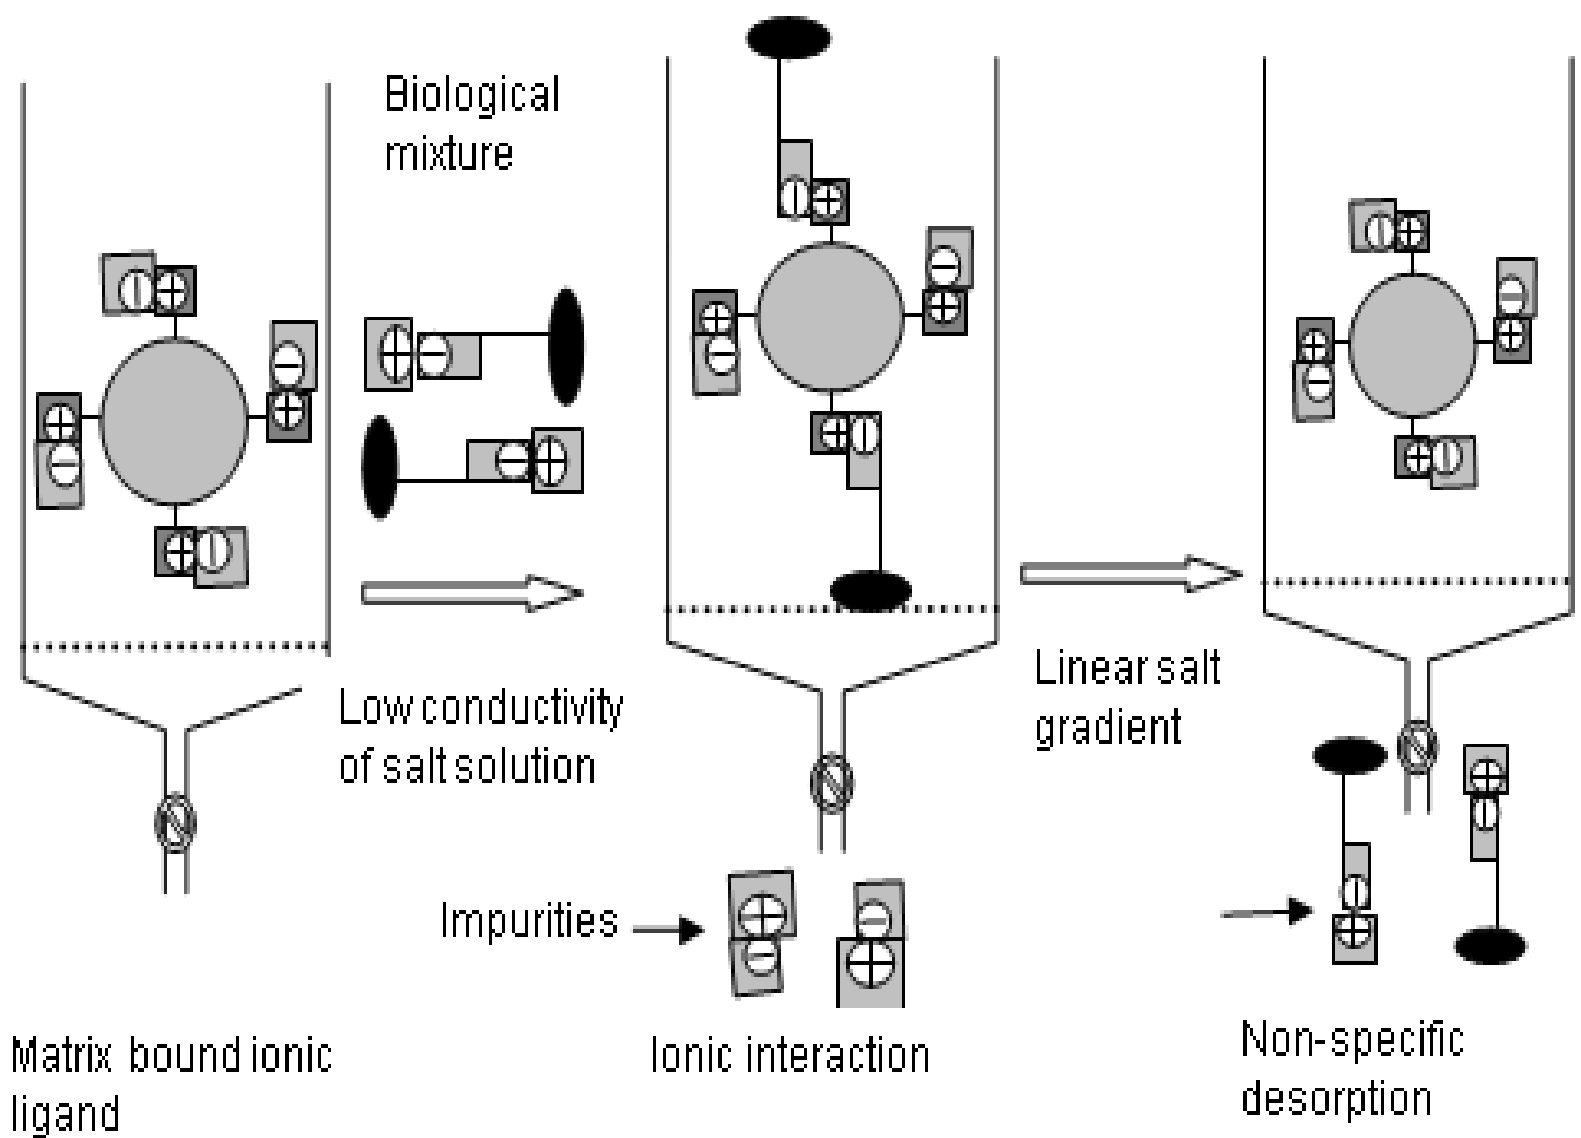 Biological
mixture
Low conductivity
of salt solution
Linear salt
gradient
Impurities
Matrix bound ionic
ligand
Ionic interaction
Non-specific
desorption